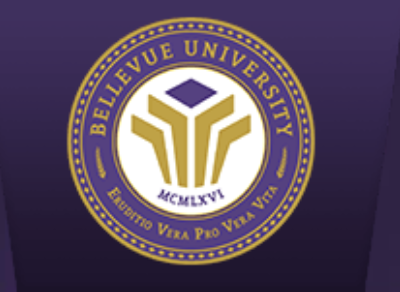 BELLEVUE UNIVERSITY
MCMLXVI
ERUDITIO VERA PRO VERA VITA